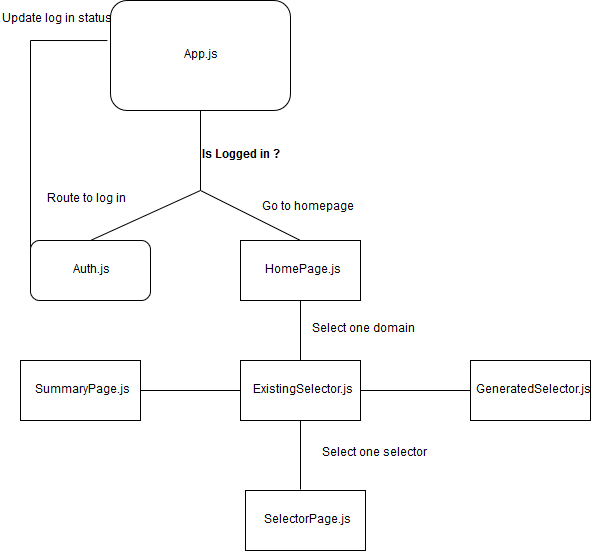 Update log in status
App.js
Is Logged in ?
Route to log in
Go to homepage
Auth.js
HomePage.js
Select one domain
SummaryPage.js
ExistingSelector.js
GeneratedSelector.js
Select one selector
SelectorPage.js